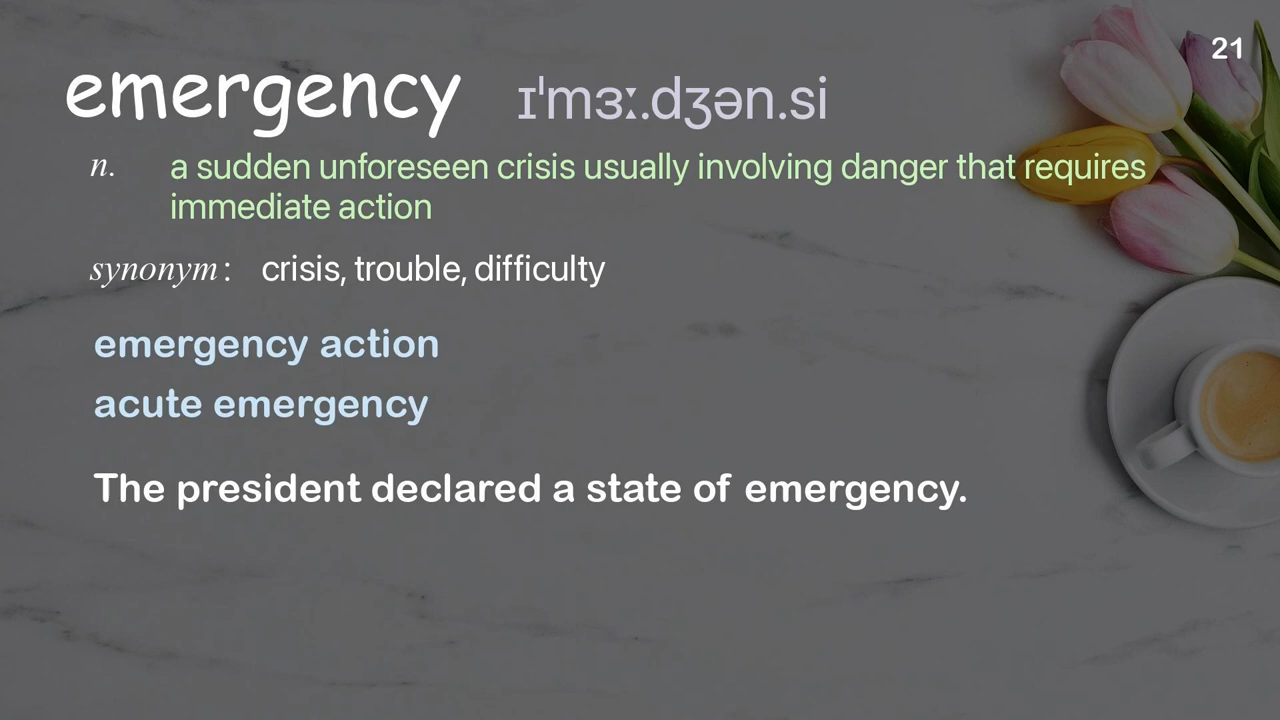 21
emergency ɪˈmɜː.dʒən.si
n. a sudden unforeseen crisis usually involving danger that requires
immediate action
synonym: crisis, trouble, difficulty
emergency action
acute emergency
The president declared a state of emergency.